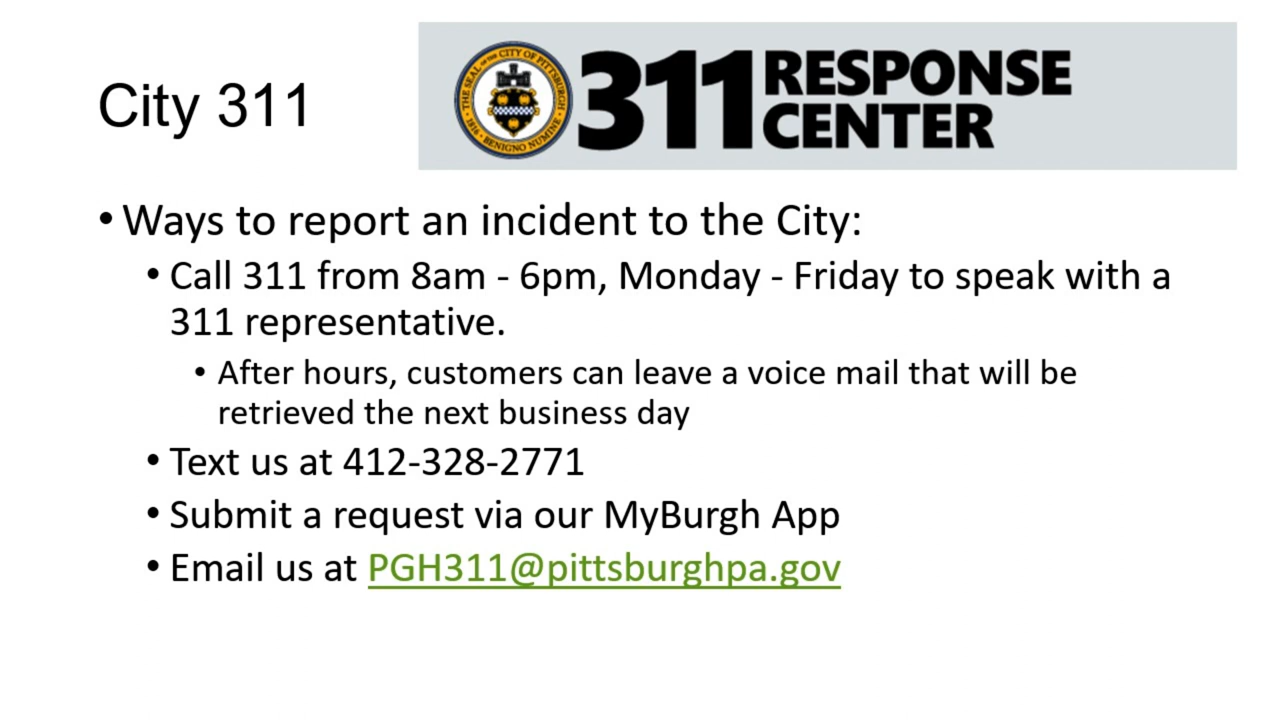 City 311
THE SEAL OF THE CITY OF PITTSBURGH
1816 • BENIGNO NUMINE •
311 RESPONSE
CENTER
• Ways to report an incident to the City:
• Call 311 from 8am - 6pm, Monday - Friday to speak with a
311 representative.
• After hours, customers can leave a voice mail that will be
retrieved the next business day
• Text us at 412-328-2771
• Submit a request via our MyBurgh App
• Email us at PGH311@pittsburghpa.gov